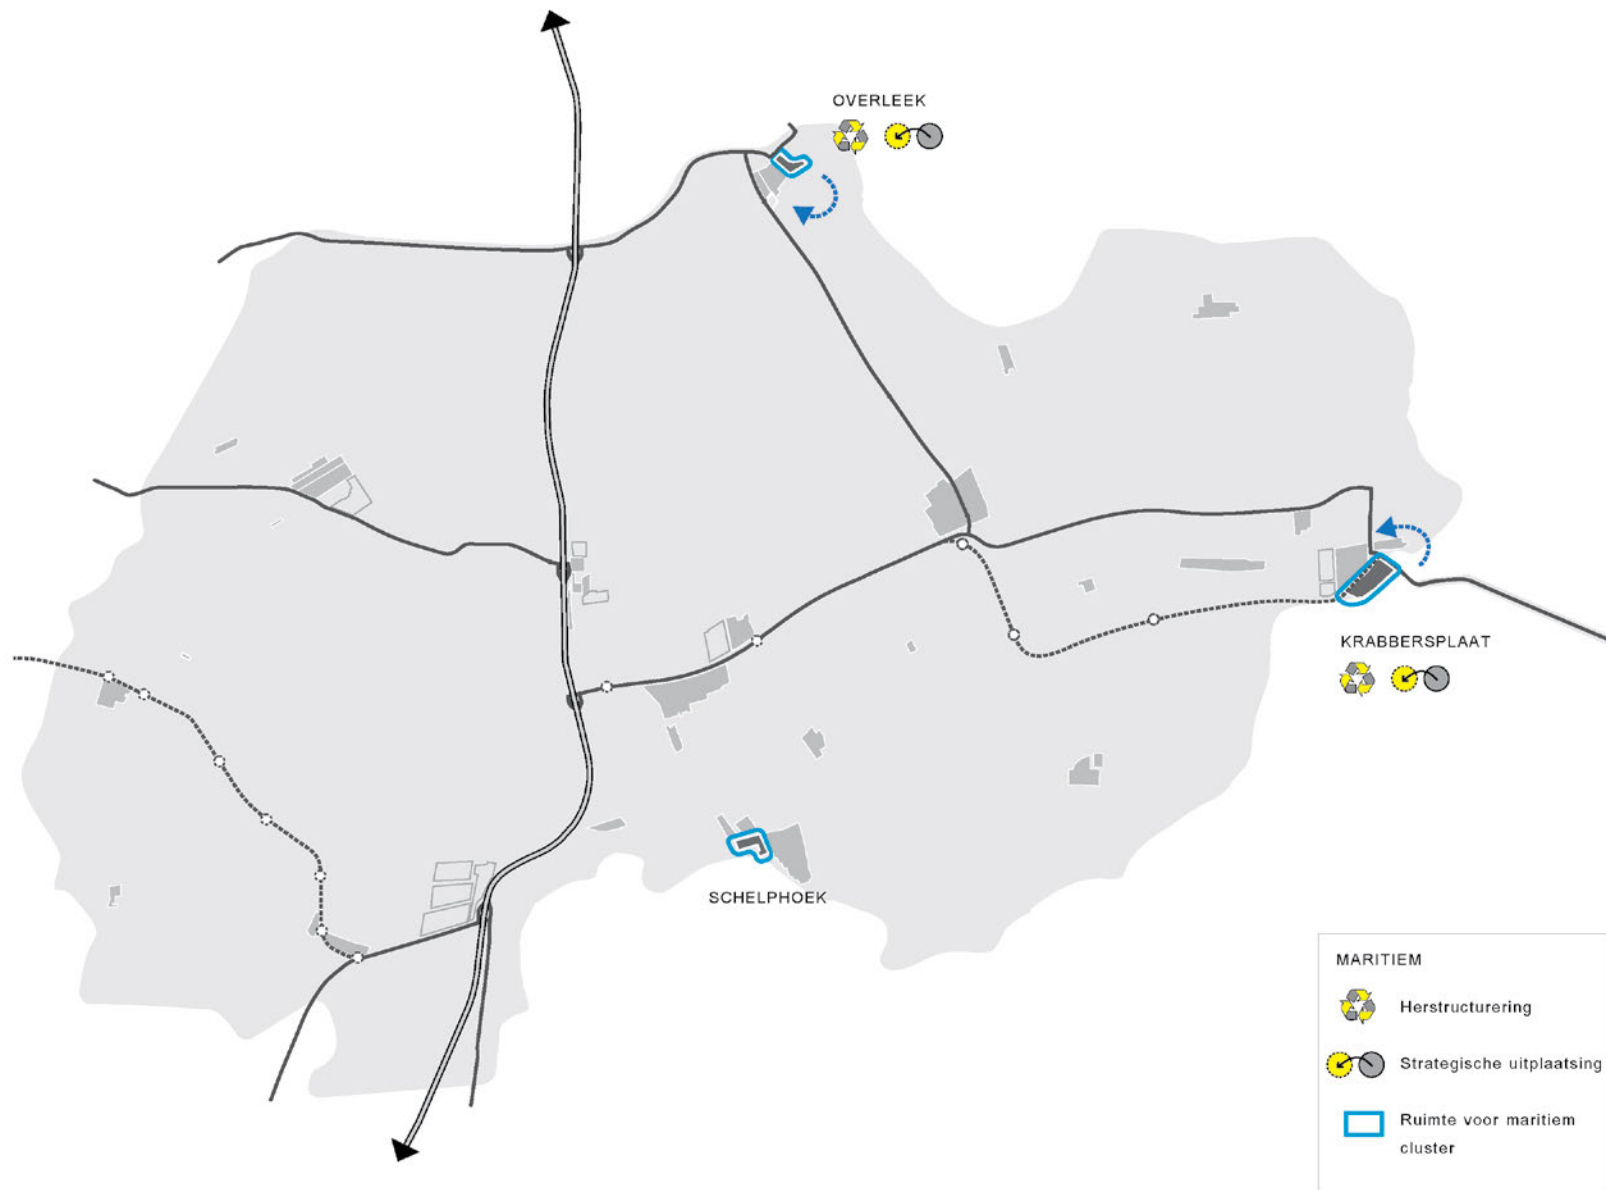 OVERLEEK
KRABBERSPLAAT
SCHELPHOEK
MARITIEM
Herstructurering
Strategische uitplaatsing
Ruimte voor maritiem
cluster